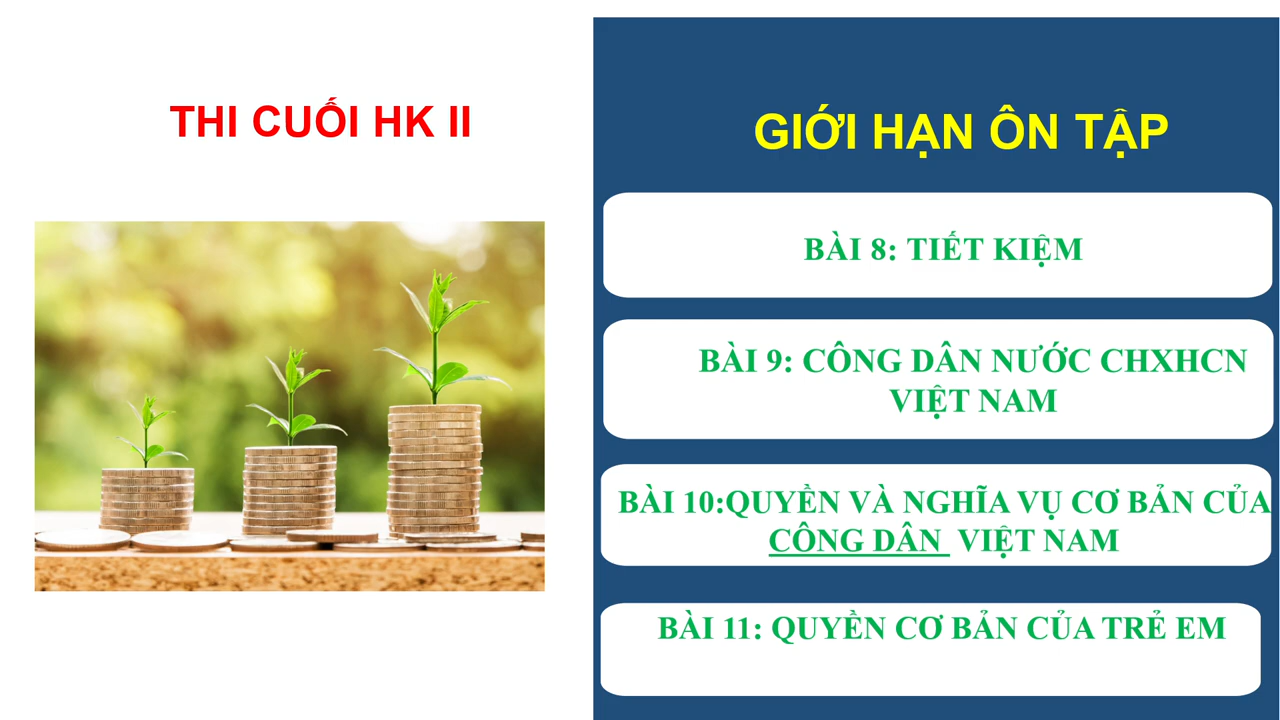 THI CUỐI HK II
GIỚI HẠN ÔN TẬP
BÀI 8: TIẾT KIỆM
BÀI 9: CÔNG DÂN NƯỚC CHXHCN
VIỆT NAM
BÀI 10:QUYỀN VÀ NGHĨA VỤ CƠ BẢN CỦA
CÔNG DÂN VIỆT NAM
BÀI 11: QUYỀN CƠ BẢN CỦA TRẺ EM